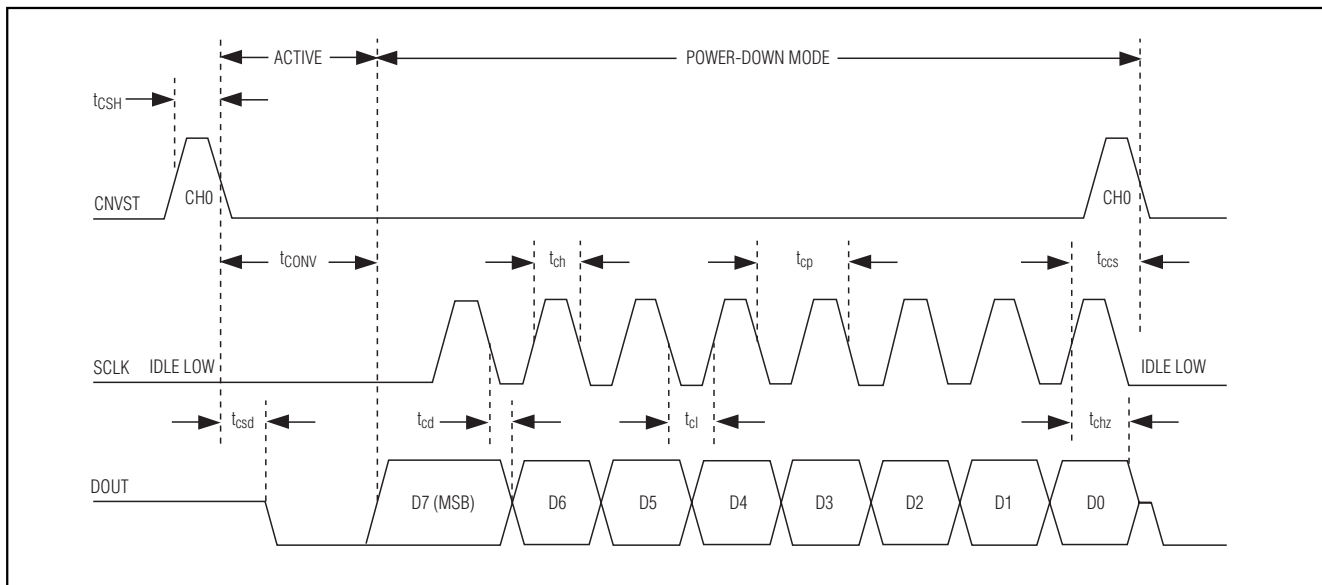 ACTIVE
POWER-DOWN MODE
tCSH
CNVST
CH0
CH0
tCONV
tch
tcp
tccs
SCLK
IDLE LOW
IDLE LOW
tcsd
tcd
tcl
tchz
DOUT
D7 (MSB)
D6
D5
D4
D3
D2
D1
D0